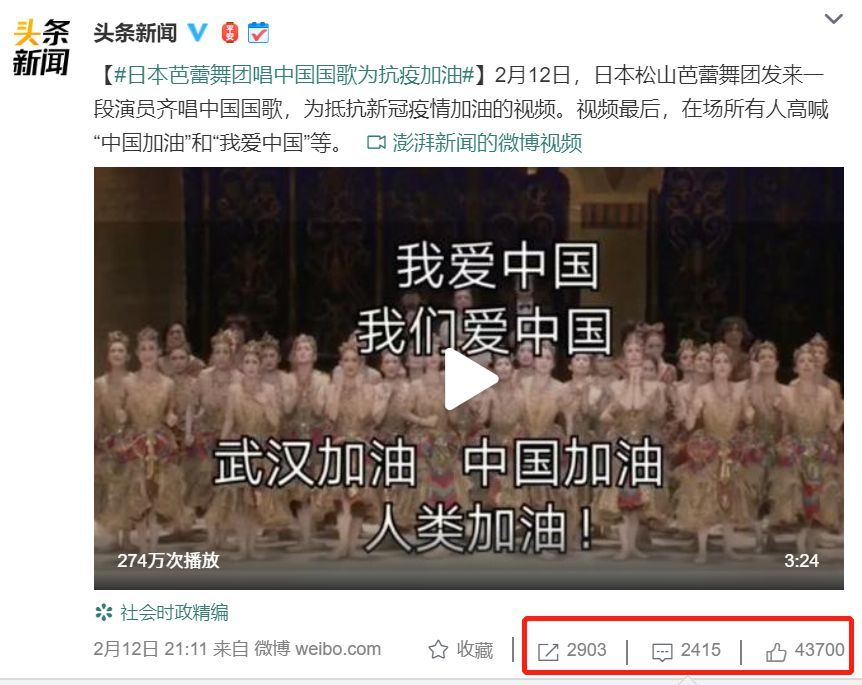 头条
新闻
头条新闻
平安
【#日本芭蕾舞团唱中国国歌为抗疫加油#】2月12日，日本松山芭蕾舞团发来一
段演员齐唱中国国歌，为抵抗新冠疫情加油的视频。视频最后，在场所有人高喊
“中国加油”和“我爱中国”等。 澎湃新闻的微博视频
我爱中国
我们爱中国
武汉加油 中国加油
人类加油！
274万次播放 3:24
社会时政精编
2月12日 21:11 来自 微博 weibo.com 收藏 2903 2415 43700